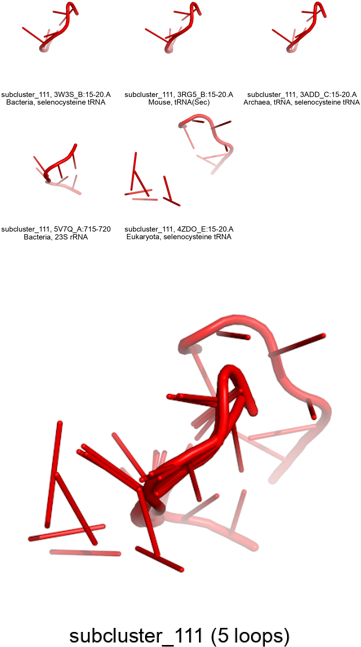 subcluster_111, 3W3S_B:15-20.A
Bacteria, selenocysteine tRNA
subcluster_111, 3RG5_B:15-20.A
Mouse, tRNA(Sec)
subcluster_111, 3ADD_C:15-20.A
Archaea, tRNA, selenocysteine tRNA
subcluster_111, 5V7Q_A:715-720
Bacteria, 23S rRNA
subcluster_111, 4ZDO_E:15-20.A
Eukaryota, selenocysteine tRNA
subcluster_111 (5 loops)